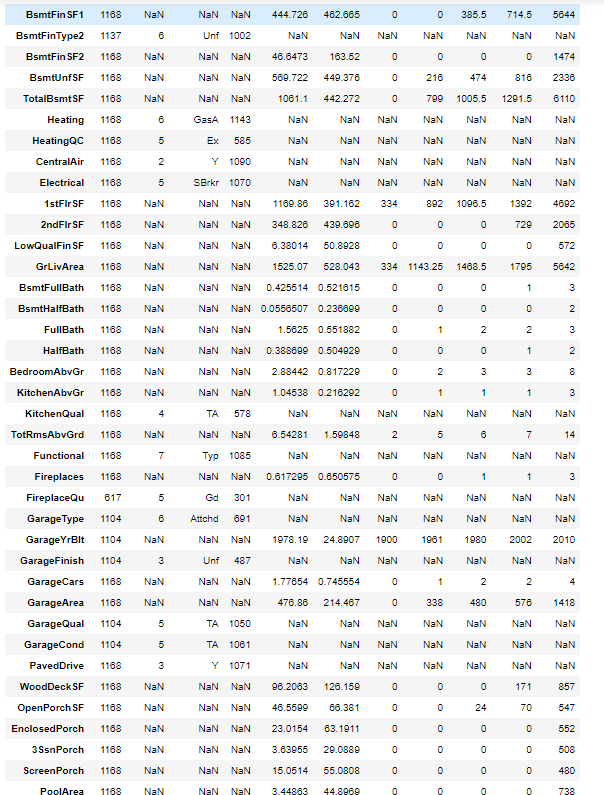 BsmtFinSF1 1168 NaN NaN NaN 444.726 462.665 0 0 385.5 714.5 5644
BsmtFinType2 1137 6 Unf 1002 NaN NaN NaN NaN NaN NaN NaN
BsmtFinSF2 1168 NaN NaN NaN 46.6473 163.52 0 0 0 0 1474
BsmtUnfSF 1168 NaN NaN NaN 569.722 449.376 0 216 474 816 2336
TotalBsmtSF 1168 NaN NaN NaN 1061.1 442.272 0 799 1005.5 1291.5 6110
Heating 1168 6 GasA 1143 NaN NaN NaN NaN NaN NaN NaN
HeatingQC 1168 5 Ex 585 NaN NaN NaN NaN NaN NaN NaN
CentralAir 1168 2 Y 1090 NaN NaN NaN NaN NaN NaN NaN
Electrical 1168 5 SBrkr 1070 NaN NaN NaN NaN NaN NaN NaN
1stFlrSF 1168 NaN NaN NaN 1169.86 391.162 334 892 1096.5 1392 4692
2ndFlrSF 1168 NaN NaN NaN 348.826 439.696 0 0 0 729 2065
LowQualFinSF 1168 NaN NaN NaN 6.38014 50.8928 0 0 0 0 572
GrLivArea 1168 NaN NaN NaN 1525.07 528.043 334 1143.25 1468.5 1795 5642
BsmtFullBath 1168 NaN NaN NaN 0.425514 0.521615 0 0 0 1 3
BsmtHalfBath 1168 NaN NaN NaN 0.0556507 0.236699 0 0 0 0 2
FullBath 1168 NaN NaN NaN 1.5625 0.551882 0 1 2 2 3
HalfBath 1168 NaN NaN NaN 0.388699 0.504929 0 0 0 1 2
BedroomAbvGr 1168 NaN NaN NaN 2.88442 0.817229 0 2 3 3 8
KitchenAbvGr 1168 NaN NaN NaN 1.04538 0.216292 0 1 1 1 3
KitchenQual 1168 4 TA 578 NaN NaN NaN NaN NaN NaN NaN
TotRmsAbvGrd 1168 NaN NaN NaN 6.54281 1.59848 2 5 6 7 14
Functional 1168 7 Typ 1085 NaN NaN NaN NaN NaN NaN NaN
Fireplaces 1168 NaN NaN NaN 0.617295 0.650575 0 0 1 1 3
FireplaceQu 617 5 Gd 301 NaN NaN NaN NaN NaN NaN NaN
GarageType 1104 6 Attchd 691 NaN NaN NaN NaN NaN NaN NaN
GarageYrBlt 1104 NaN NaN NaN 1978.19 24.8907 1900 1961 1980 2002 2010
GarageFinish 1104 3 Unf 487 NaN NaN NaN NaN NaN NaN NaN
GarageCars 1168 NaN NaN NaN 1.77654 0.745554 0 1 2 2 4
GarageArea 1168 NaN NaN NaN 476.86 214.467 0 338 480 576 1418
GarageQual 1104 5 TA 1050 NaN NaN NaN NaN NaN NaN NaN
GarageCond 1104 5 TA 1061 NaN NaN NaN NaN NaN NaN NaN
PavedDrive 1168 3 Y 1071 NaN NaN NaN NaN NaN NaN NaN
WoodDeckSF 1168 NaN NaN NaN 96.2063 126.159 0 0 0 171 857
OpenPorchSF 1168 NaN NaN NaN 46.5599 66.381 0 0 24 70 547
EnclosedPorch 1168 NaN NaN NaN 23.0154 63.1911 0 0 0 0 552
3SsnPorch 1168 NaN NaN NaN 3.63955 29.0889 0 0 0 0 508
ScreenPorch 1168 NaN NaN NaN 15.0514 55.0808 0 0 0 0 480
PoolArea 1168 NaN NaN NaN 3.44863 44.8969 0 0 0 0 738